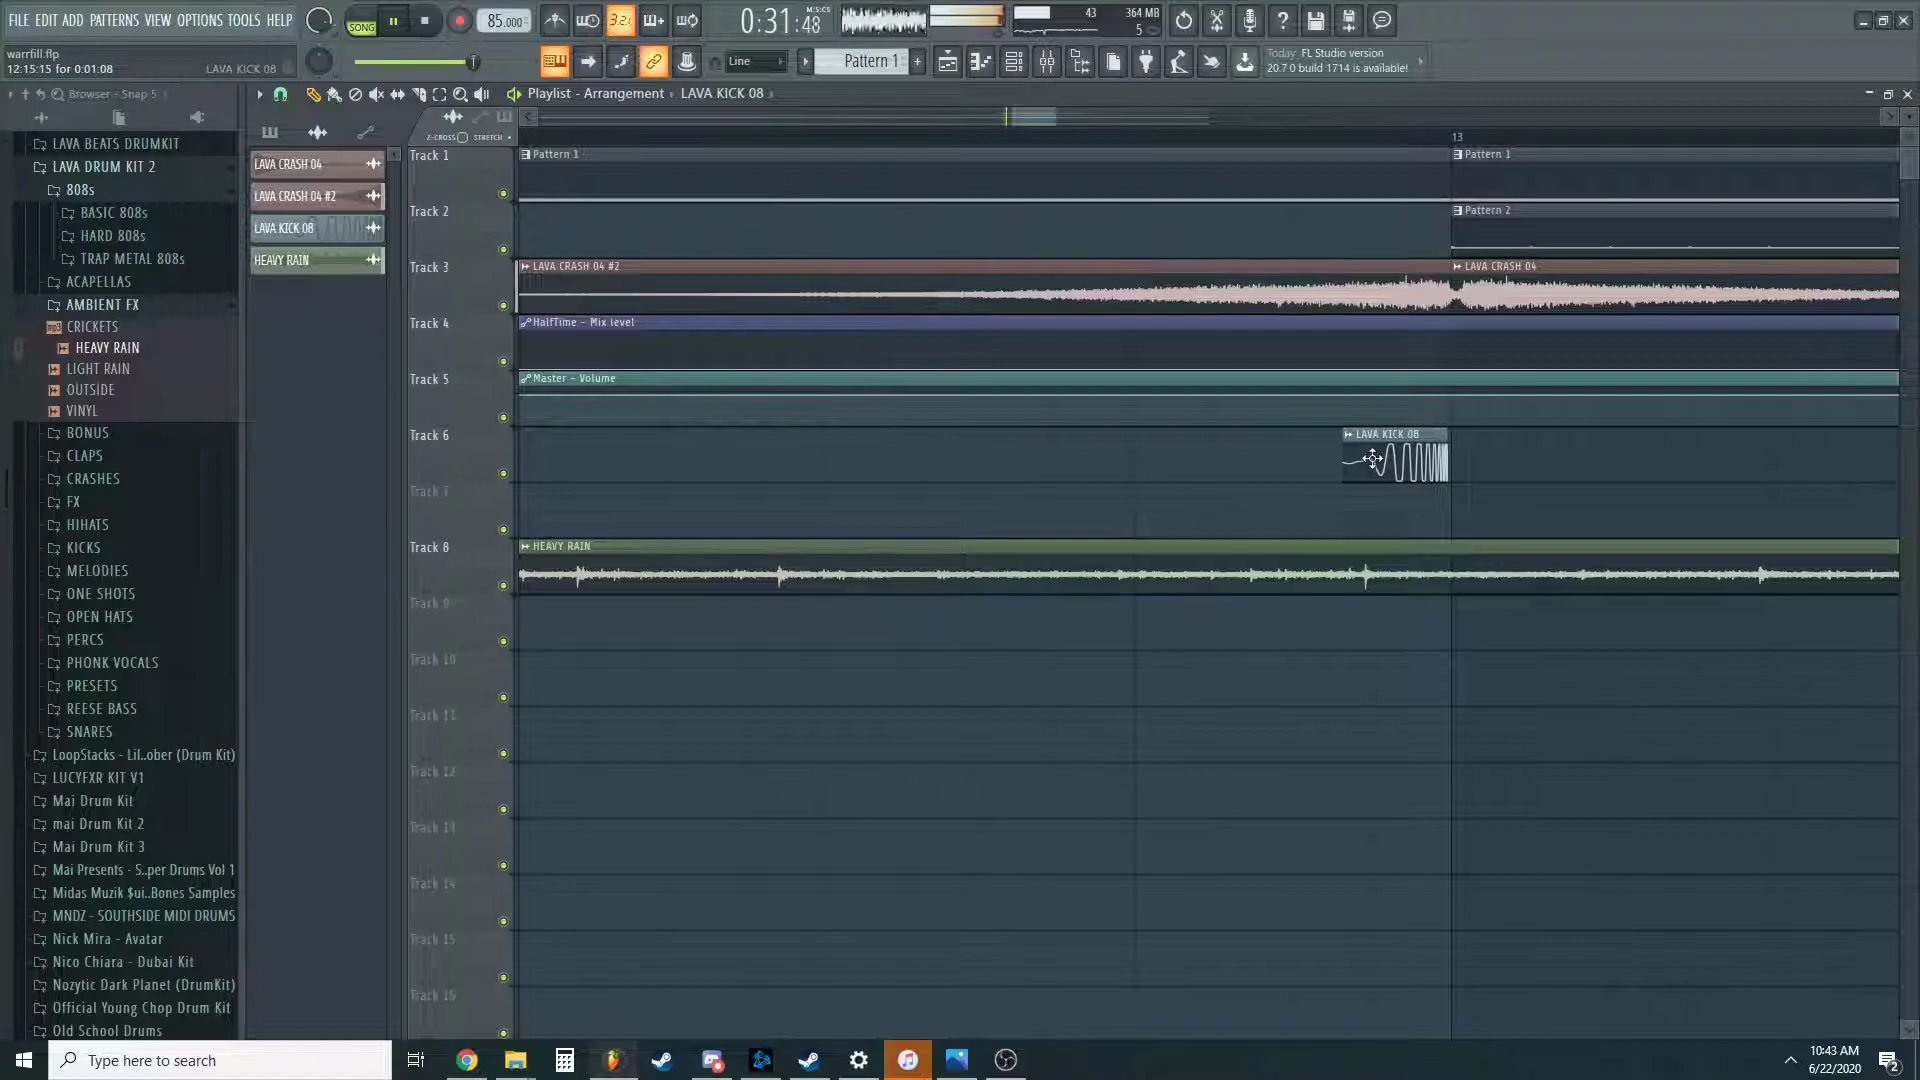 FILE EDIT ADD PATTERNS VIEW OPTIONS TOOLS HELP
SONG
3.2.
85.000
0:31:48
M:S:CS
43
364 MB
5
warrfill.flp
12:15:15 for 0:01:08
LAVA KICK 08
Line
Pattern 1
+
Today FL Studio version
20.7.0 build 1714 is available!
Browser - Snap 5
Playlist - Arrangement › LAVA KICK 08 ›
Z-CROSS STRETCH
13
LAVA BEATS DRUMKIT
LAVA DRUM KIT 2
808s
BASIC 808s
HARD 808s
TRAP METAL 808s
ACAPELLAS
AMBIENT FX
CRICKETS
HEAVY RAIN
LIGHT RAIN
OUTSIDE
VINYL
BONUS
CLAPS
CRASHES
FX
HIHATS
KICKS
MELODIES
ONE SHOTS
OPEN HATS
PERCS
PHONK VOCALS
PRESETS
REESE BASS
SNARES
LoopStacks - Lil..ober (Drum Kit)
LUCYFXR KIT V1
Mai Drum Kit
mai Drum Kit 2
Mai Drum Kit 3
Mai Presents - S..per Drums Vol 1
Midas Muzik $ui..Bones Samples
MNDZ - SOUTHSIDE MIDI DRUMS
Nick Mira - Avatar
Nico Chiara - Dubai Kit
Nozytic Dark Planet (DrumKit)
Official Young Chop Drum Kit
Old School Drums
LAVA CRASH 04
LAVA CRASH 04 #2
LAVA KICK 08
HEAVY RAIN
Track 1
Pattern 1
Pattern 1
Track 2
Pattern 2
Track 3
LAVA CRASH 04 #2
LAVA CRASH 04
Track 4
HalfTime - Mix level
Track 5
Master - Volume
Track 6
LAVA KICK 08
Track 7
Track 8
HEAVY RAIN
Track 9
Track 10
Track 11
Track 12
Track 13
Track 14
Track 15
Track 16
Type here to search
10:43 AM
6/22/2020
2